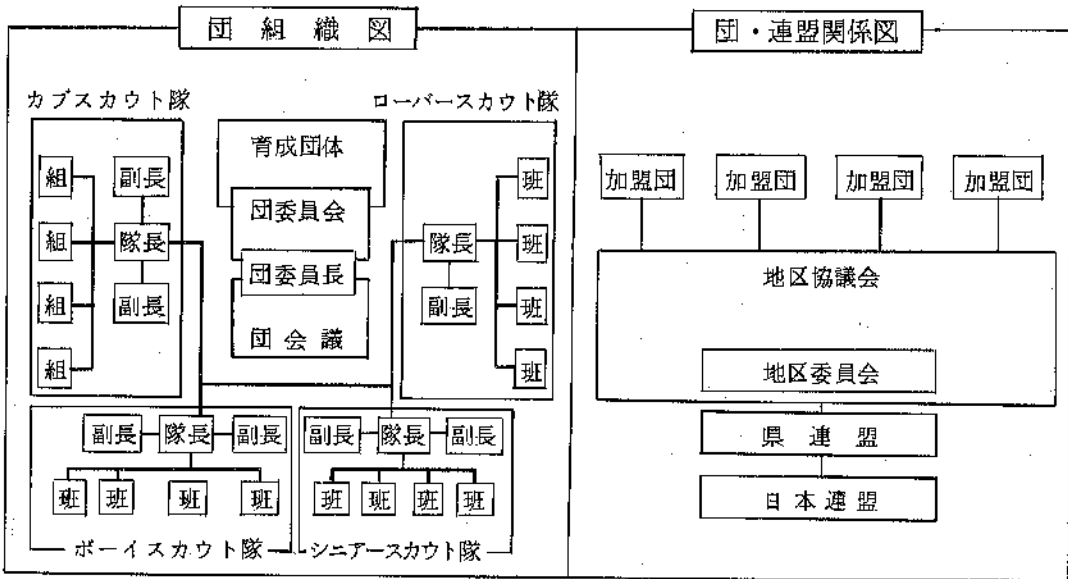 団組織図
カブスカウト隊
組
組
組
組
副長
隊長
副長
育成団体
団委員会
団委員長
団会議
ローバースカウト隊
隊長
副長
班
班
班
班
副長
隊長
副長
班
班
班
班
ボーイスカウト隊
副長
隊長
副長
班
班
班
班
シニアースカウト隊
団・連盟関係図
加盟団
加盟団
加盟団
加盟団
地区協議会
地区委員会
県連盟
日本連盟